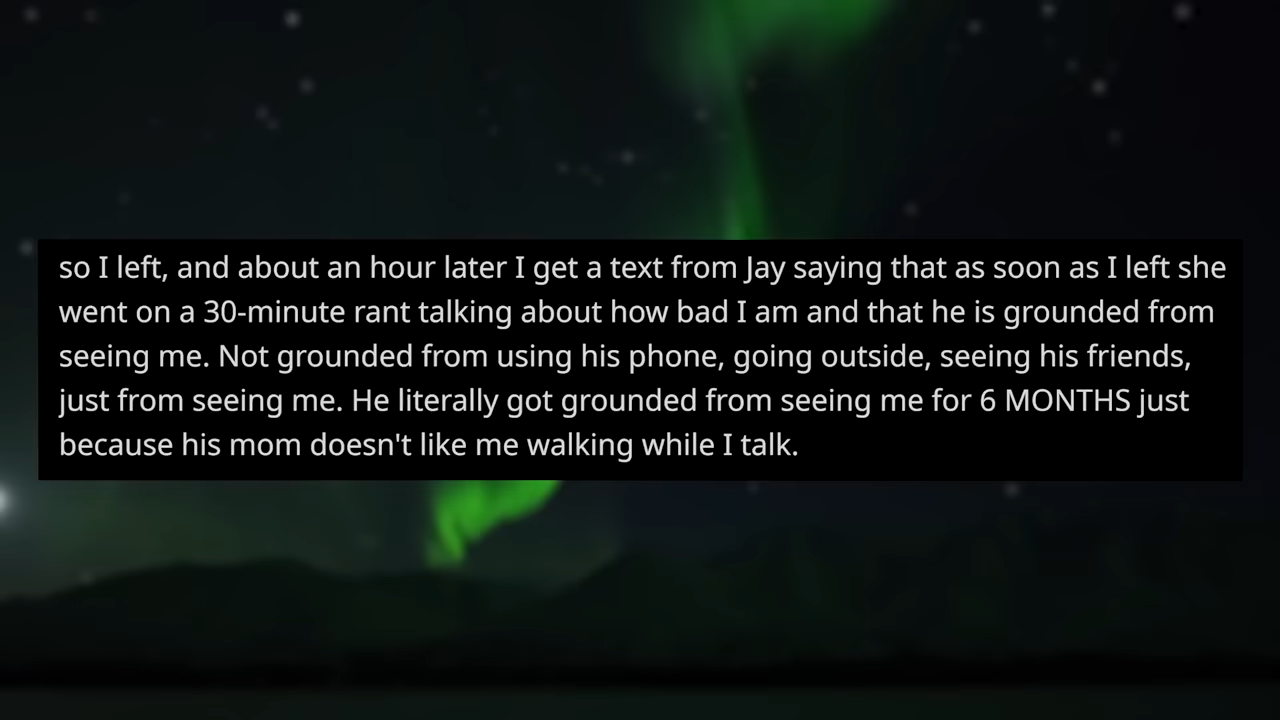 so I left, and about an hour later I get a text from Jay saying that as soon as I left she
went on a 30-minute rant talking about how bad I am and that he is grounded from
seeing me. Not grounded from using his phone, going outside, seeing his friends,
just from seeing me. He literally got grounded from seeing me for 6 MONTHS just
because his mom doesn't like me walking while I talk.